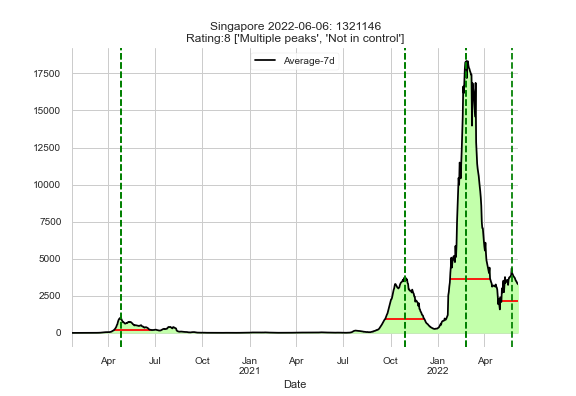 Singapore 2022-06-06: 1321146
Rating:8 ['Multiple peaks', 'Not in control']
Average-7d
17500
15000
12500
10000
7500
5000
2500
0
Apr Jul Oct Jan Apr Jul Oct Jan Apr
2021 2022
Date